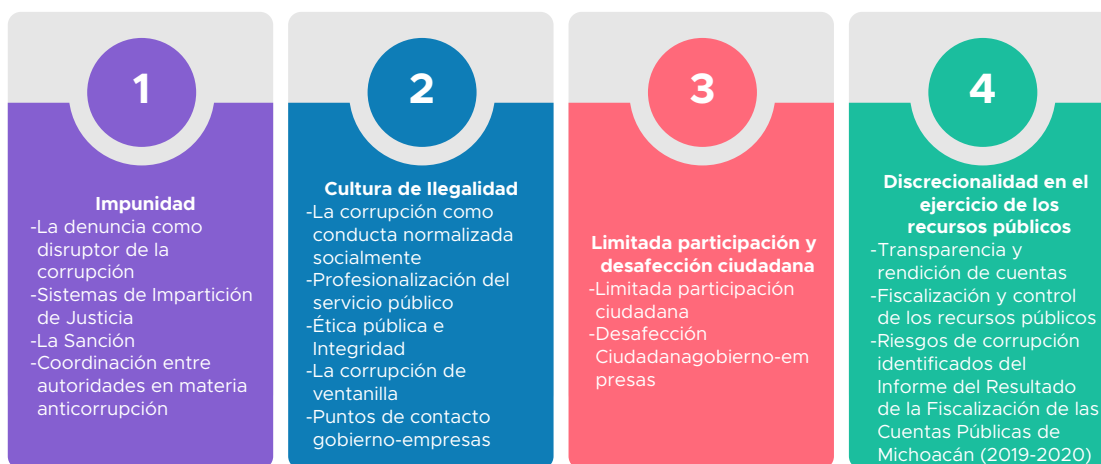 1
Impunidad
-La denuncia como
disruptor de la
corrupción
-Sistemas de Impartición
de Justicia
-La Sanción
-Coordinación entre
autoridades en materia
anticorrupción
2
Cultura de Ilegalidad
-La corrupción como
conducta normalizada
socialmente
-Profesionalización del
servicio público
-Ética pública e
Integridad
-La corrupción de
ventanilla
-Puntos de contacto
gobierno-empresas
3
Limitada participación y
desafección ciudadana
-Limitada participación
ciudadana
-Desafección
Ciudadanagobierno-em
presas
4
Discrecionalidad en el
ejercicio de los
recursos públicos
-Transparencia y
rendición de cuentas
-Fiscalización y control
de los recursos públicos
-Riesgos de corrupción
identificados del
Informe del Resultado
de la Fiscalización de las
Cuentas Públicas de
Michoacán (2019-2020)